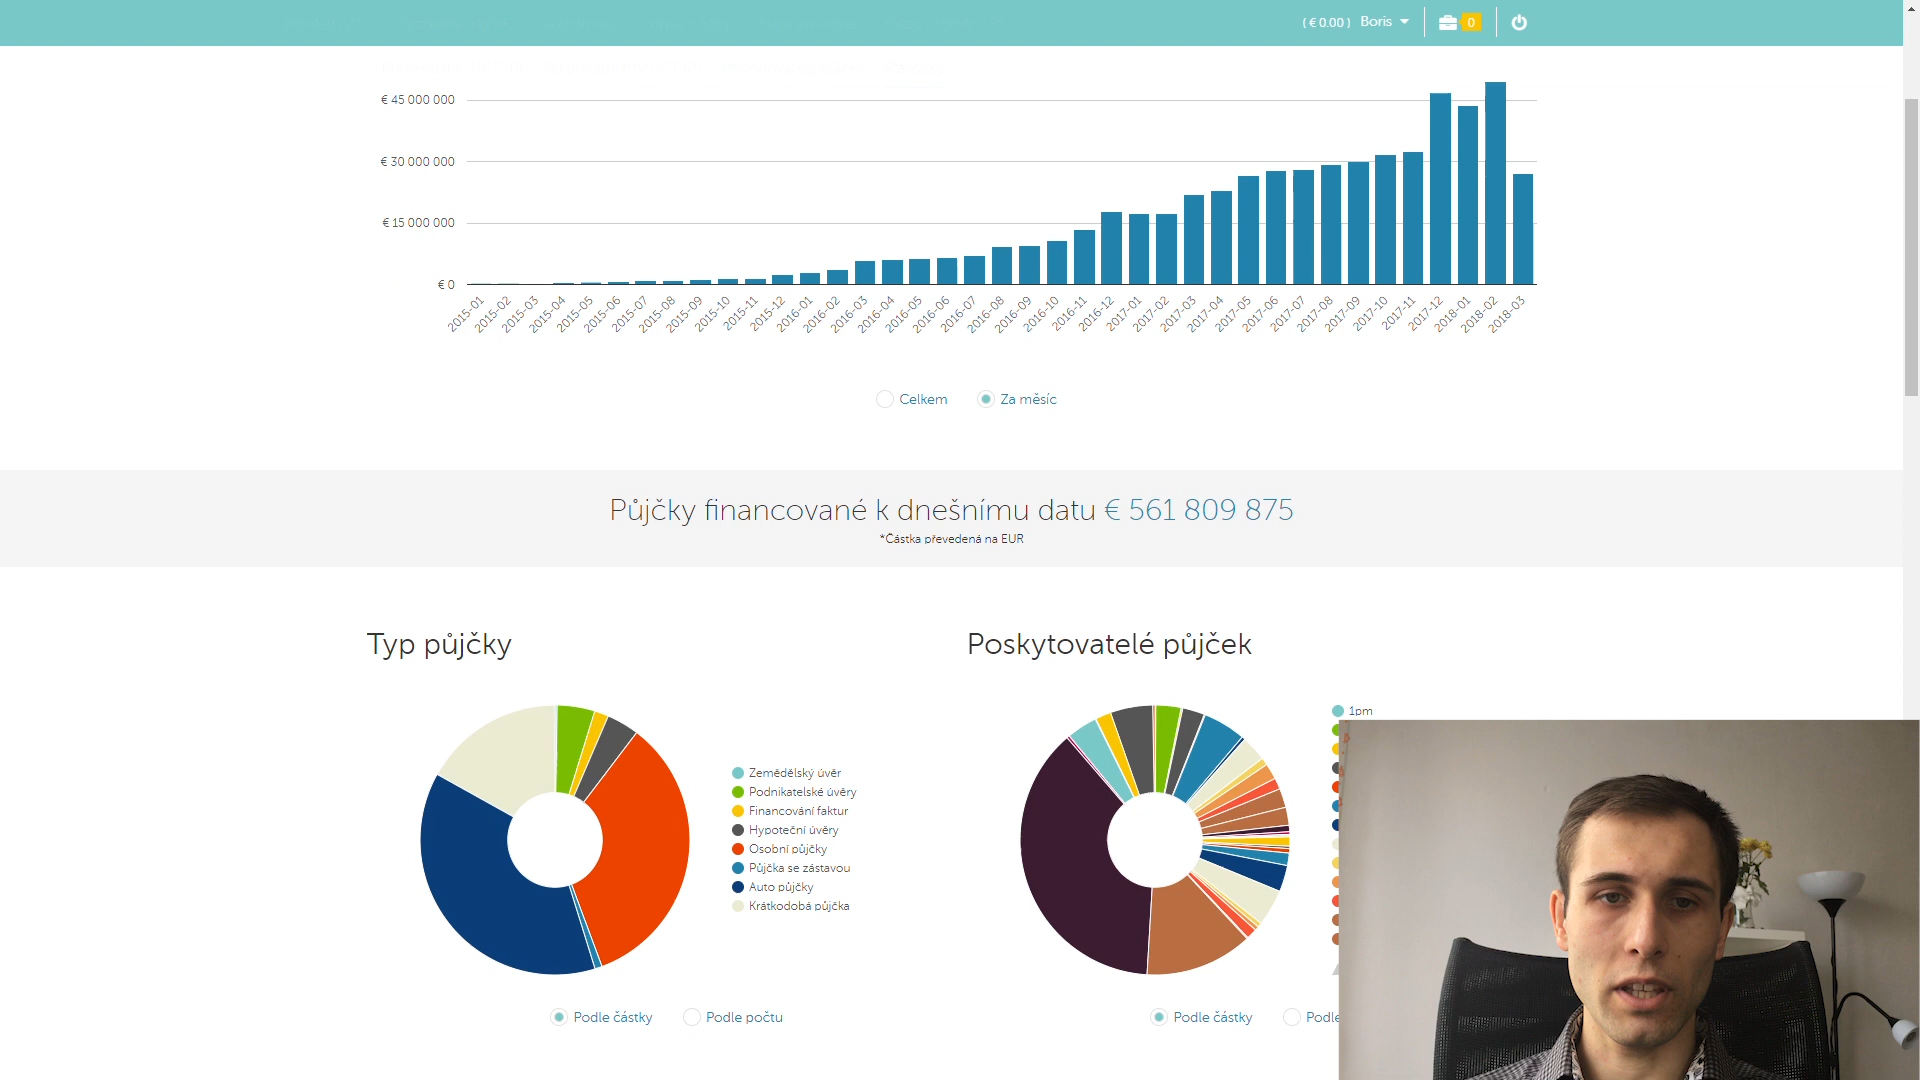 ( € 0.00 ) Boris 0
€ 45 000 000
€ 30 000 000
€ 15 000 000
€ 0
2015-01 2015-02 2015-03 2015-04 2015-05 2015-06 2015-07 2015-08 2015-09 2015-10 2015-11 2015-12 2016-01 2016-02 2016-03 2016-04 2016-05 2016-06 2016-07 2016-08 2016-09 2016-10 2016-11 2016-12 2017-01 2017-02 2017-03 2017-04 2017-05 2017-06 2017-07 2017-08 2017-09 2017-10 2017-11 2017-12 2018-01 2018-02 2018-03
Celkem Za měsíc
Půjčky financované k dnešnímu datu € 561 809 875
*Částka převedená na EUR
Typ půjčky
Zemědělský úvěr
Podnikatelské úvěry
Financování faktur
Hypoteční úvěry
Osobní půjčky
Půjčka se zástavou
Auto půjčky
Krátkodobá půjčka
Podle částky Podle počtu
Poskytovatelé půjček
1pm
Podle částky Podle